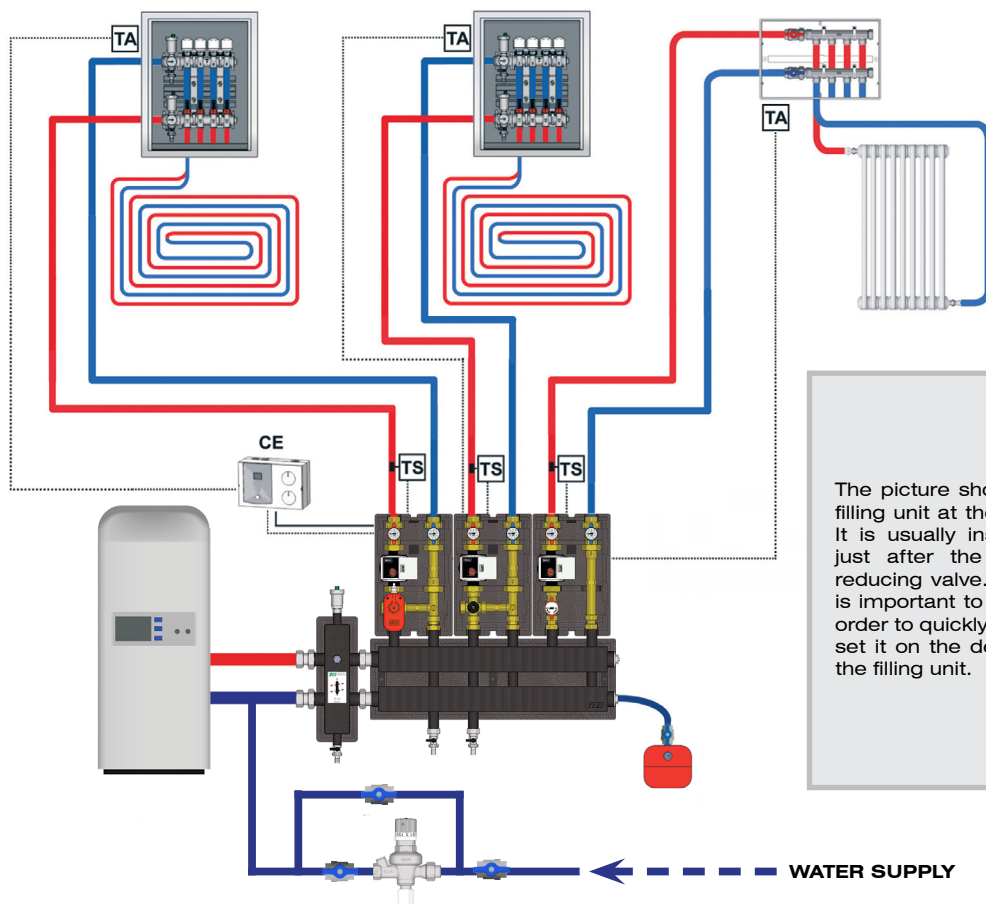 TA
TA
TA
CE
TS
TS
TS
The picture sho
filling unit at the
It is usually ins
just after the
reducing valve.
is important to
order to quickly
set it on the de
the filling unit.
WATER SUPPLY